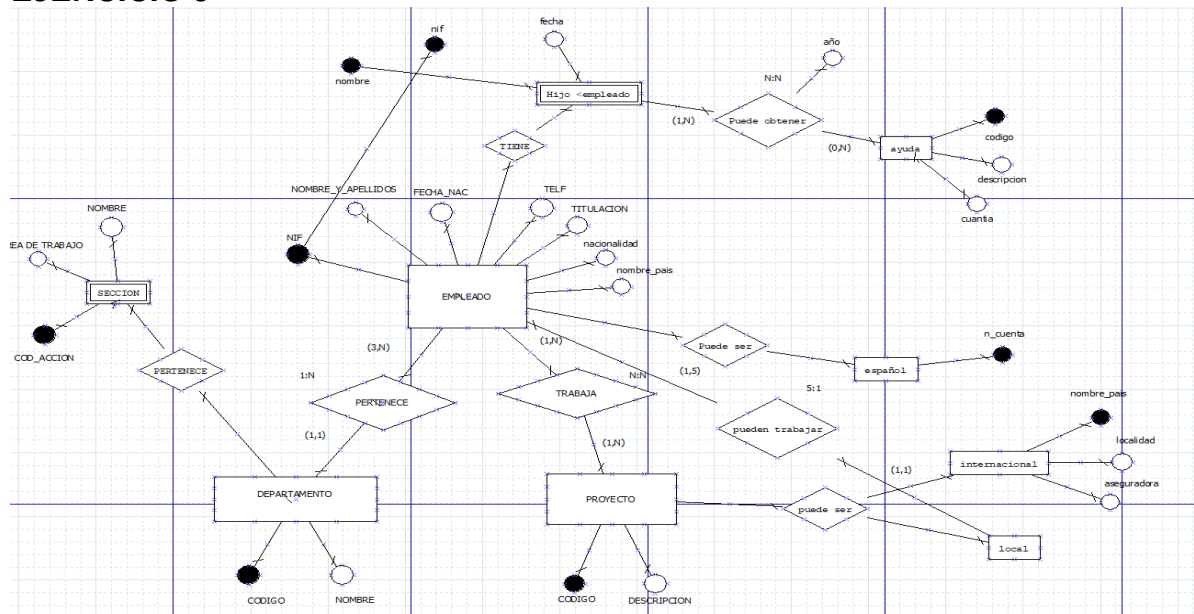 fecha
nif
año
nombre
N:N
Hijo <empleado
Puede obtener
(1,N)
codigo
TIENE
(0,N)
ayuda
descripcion
NOMBRE_Y_APELLIDOS
FECHA_NAC
TELF
NOMBRE
TITULACION
cuantia
NIF
EA DE TRABAJO
nacionalidad
nombre_pais
SECCION
EMPLEADO
COD_ACCION
(3,N)
(1,N)
Puede ser
n_cuenta
PERTENECE
1:N
N:N
(1,5)
español
5:1
PERTENECE
TRABAJA
nombre_pais
pueden trabajar
(1,1)
(1,N)
localidad
internacional
(1,1)
aseguradora
DEPARTAMENTO
PROYECTO
puede ser
local
CODIGO
NOMBRE
CODIGO
DESCRIPCION